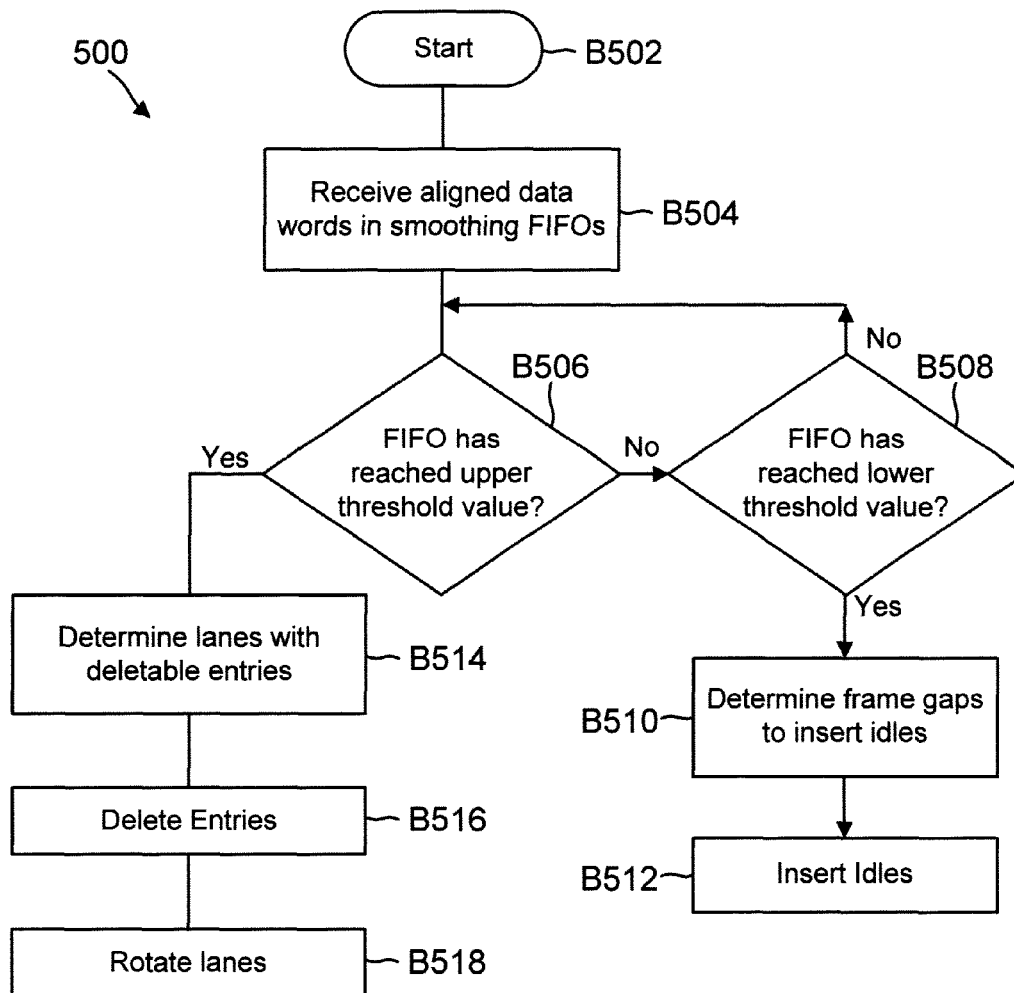 500
Start
B502
Receive aligned data
words in smoothing FIFOs
B504
No
B506
B508
Yes
FIFO has
reached upper
threshold value?
No
FIFO has
reached lower
threshold value?
Yes
Determine lanes with
deletable entries
B514
B510
Determine frame gaps
to insert idles
Delete Entries
B516
B512
Insert Idles
Rotate lanes
B518